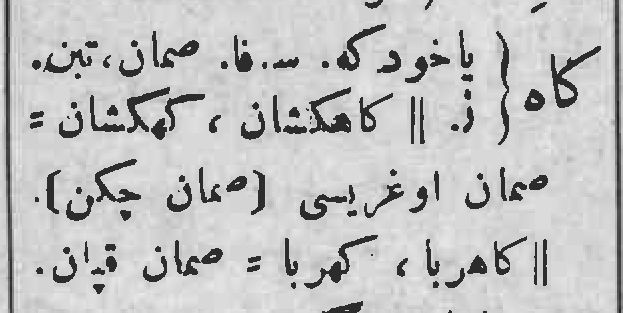 كاه { ياخود كه. س. فا. صمان، تبن.
ز. || كاهكشان، كهكشان =
صمان اوغريسى (صمان چكن).
|| كاهربا، كهربا = صمان قپان.